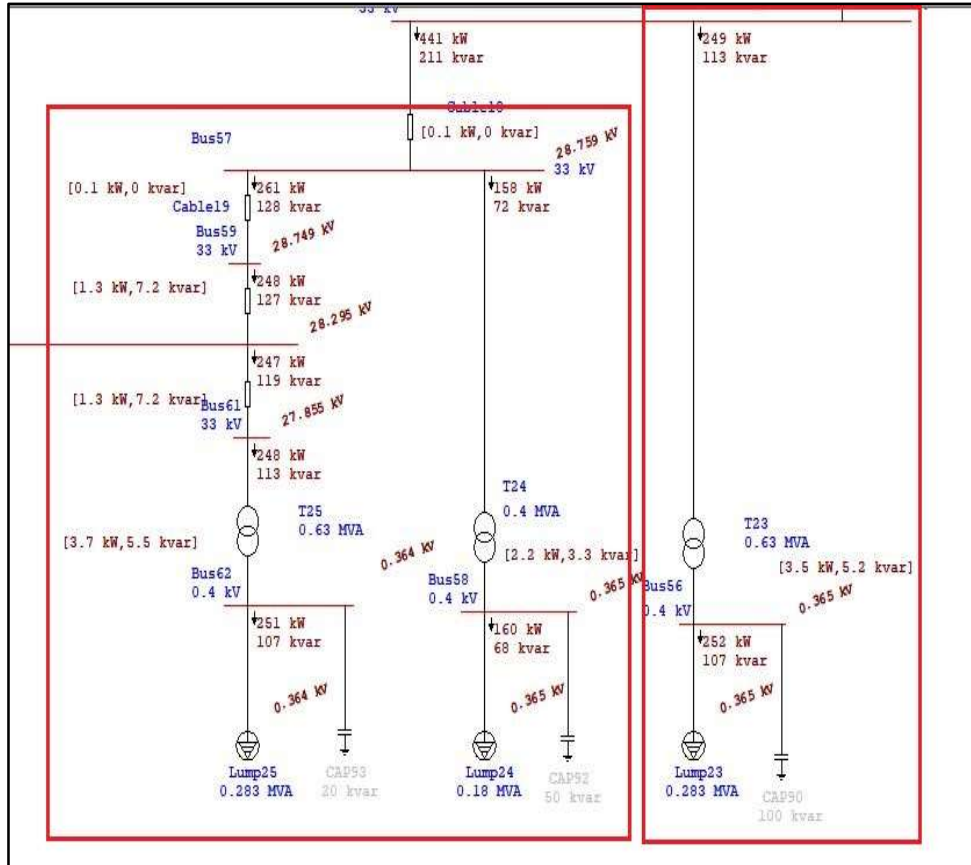 33 kV
441 kW
211 kvar
249 kW
113 kvar
Cable18
[0.1 kW,0 kvar]
Bus57
28.759 kV
33 kV
[0.1 kW,0 kvar]
261 kW
128 kvar
158 kW
72 kvar
Cable19
Bus59
33 kV
28.749 kV
[1.3 kW,7.2 kvar]
248 kW
127 kvar
28.295 kV
247 kW
119 kvar
[1.3 kW,7.2 kvar]
Bus61
33 kV
27.855 kV
248 kW
113 kvar
T25
0.63 MVA
T24
0.4 MVA
T23
0.63 MVA
[3.7 kW,5.5 kvar]
[2.2 kW,3.3 kvar]
[3.5 kW,5.2 kvar]
Bus62
0.4 kV
0.364 kV
Bus58
0.4 kV
0.365 kV
Bus56
0.4 kV
0.365 kV
251 kW
107 kvar
160 kW
68 kvar
252 kW
107 kvar
0.364 kV
0.365 kV
0.365 kV
Lump25
0.283 MVA
CAP93
20 kvar
Lump24
0.18 MVA
CAP92
50 kvar
Lump23
0.283 MVA
CAP90
100 kvar